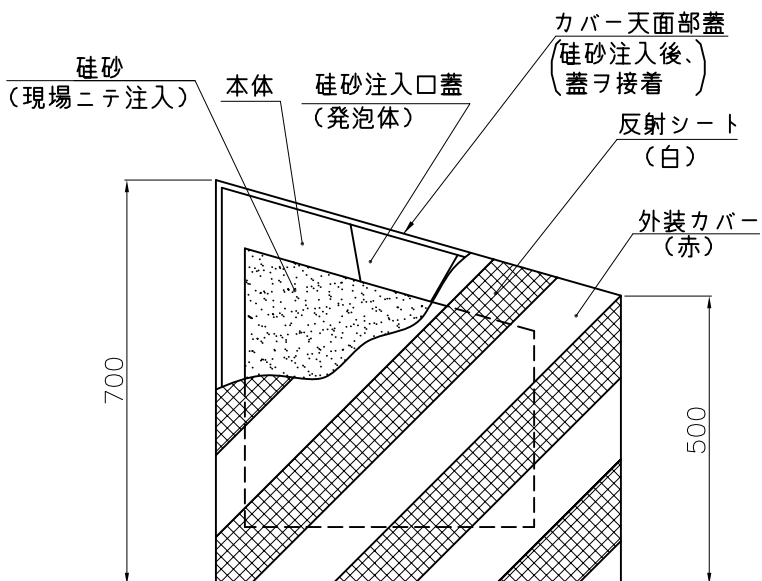 カバー天面部蓋
(硅砂注入後、
蓋ヲ接着)
硅砂
(現場ニテ注入)
本体
硅砂注入口蓋
(発泡体)
反射シート
(白)
外装カバー
(赤)
700
500